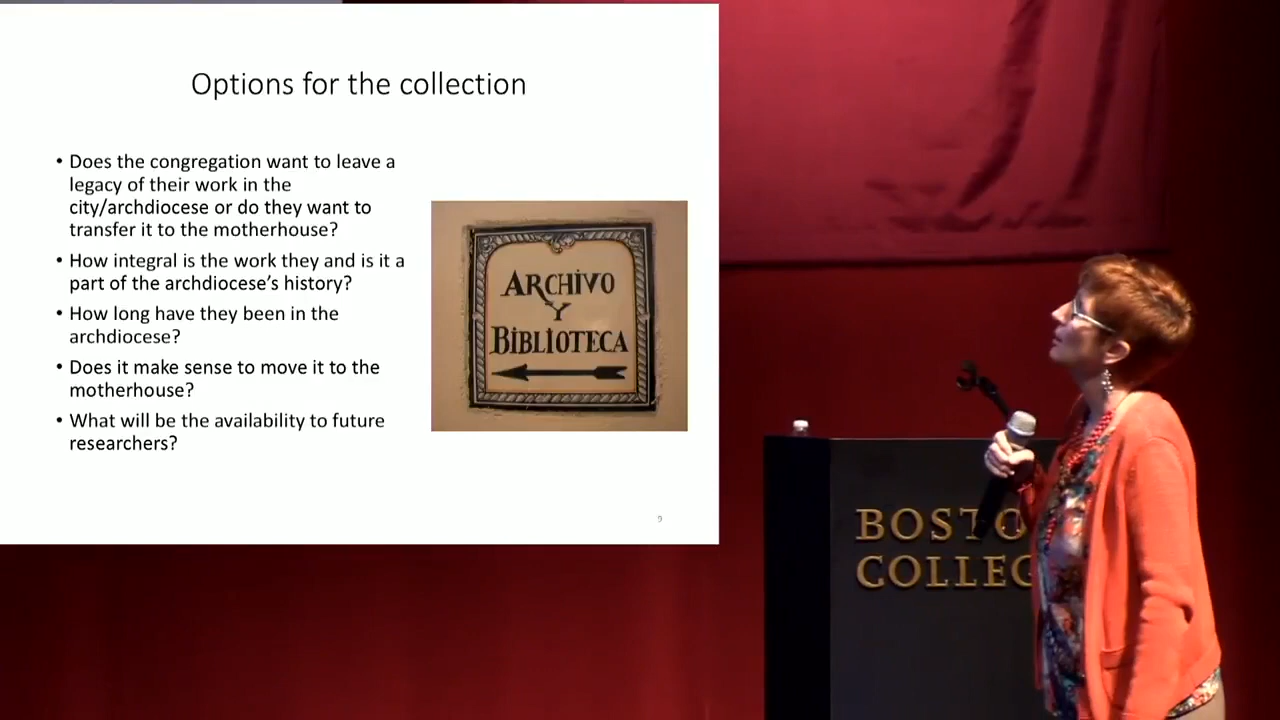 Options for the collection
• Does the congregation want to leave a
legacy of their work in the
city/archdiocese or do they want to
transfer it to the motherhouse?
• How integral is the work they and is it a
part of the archdiocese’s history?
• How long have they been in the
archdiocese?
• Does it make sense to move it to the
motherhouse?
• What will be the availability to future
researchers?
ARCHIVO
Y
BIBLIOTECA
9
BOSTO
COLLEG